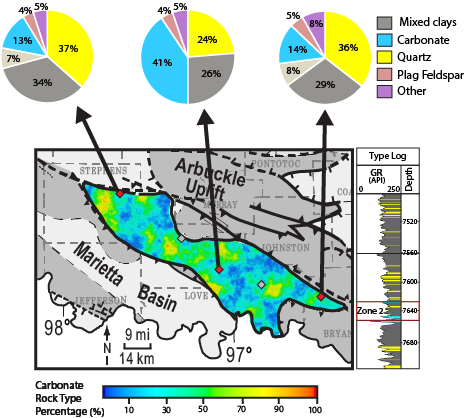 4% 5%
13%
37%
7%
34%
4% 5%
24%
41%
26%
5%
8%
14%
36%
8%
29%
Mixed clays
Carbonate
Quartz
Plag Feldspar
Other
STEPHENS
PONTOTOC
Arbuckle
Uplift
MURRAY
COA
JOHNSTON
Marietta
Basin
LOVE
JEFFERSON
BRYAN
98°
97°
N
9 mi
14 km
Type Log
GR
(API)
0 250
Depth
7520
7560
7600
Zone 2
7640
7680
Carbonate
Rock Type
Percentage (%)
10 30 50 70 100